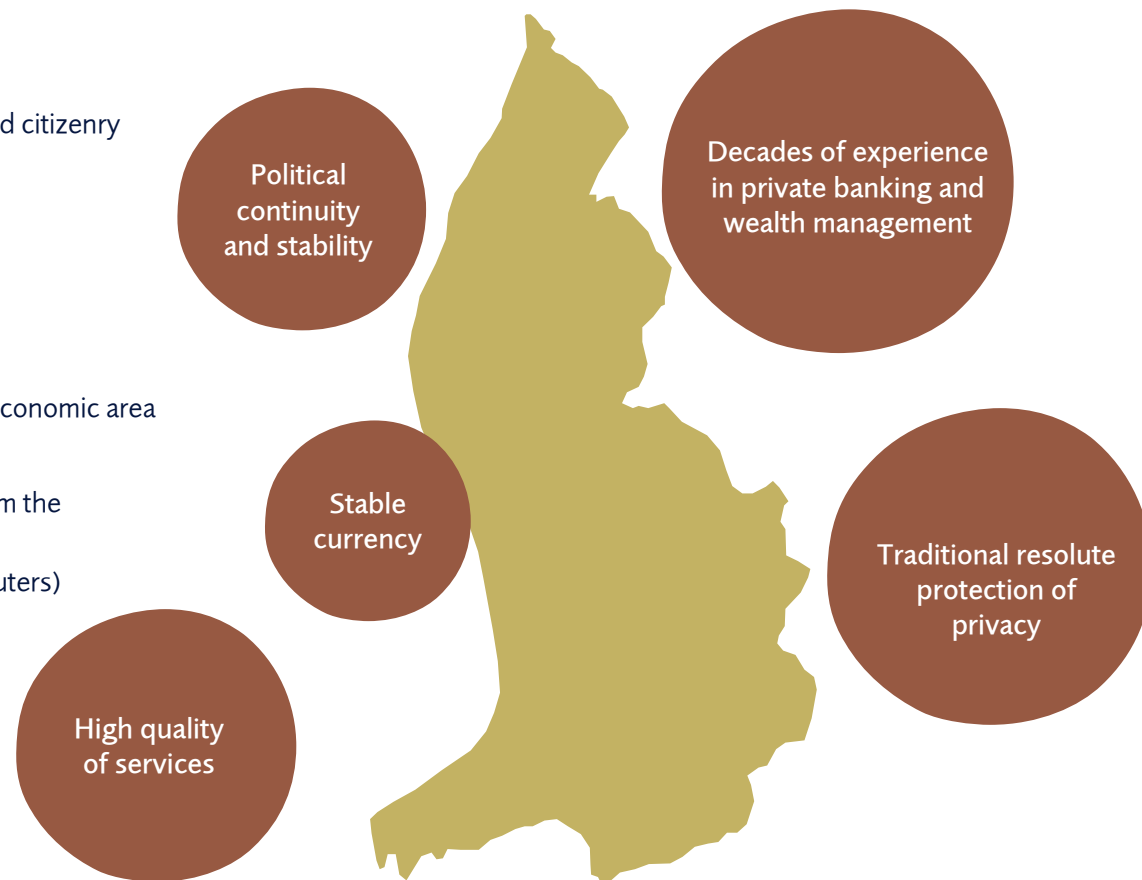 d citizenry
conomic area
m the
uters)
Political
continuity
and stability
Decades of experience
in private banking and
wealth management
Stable
currency
Traditional resolute
protection of
privacy
High quality
of services